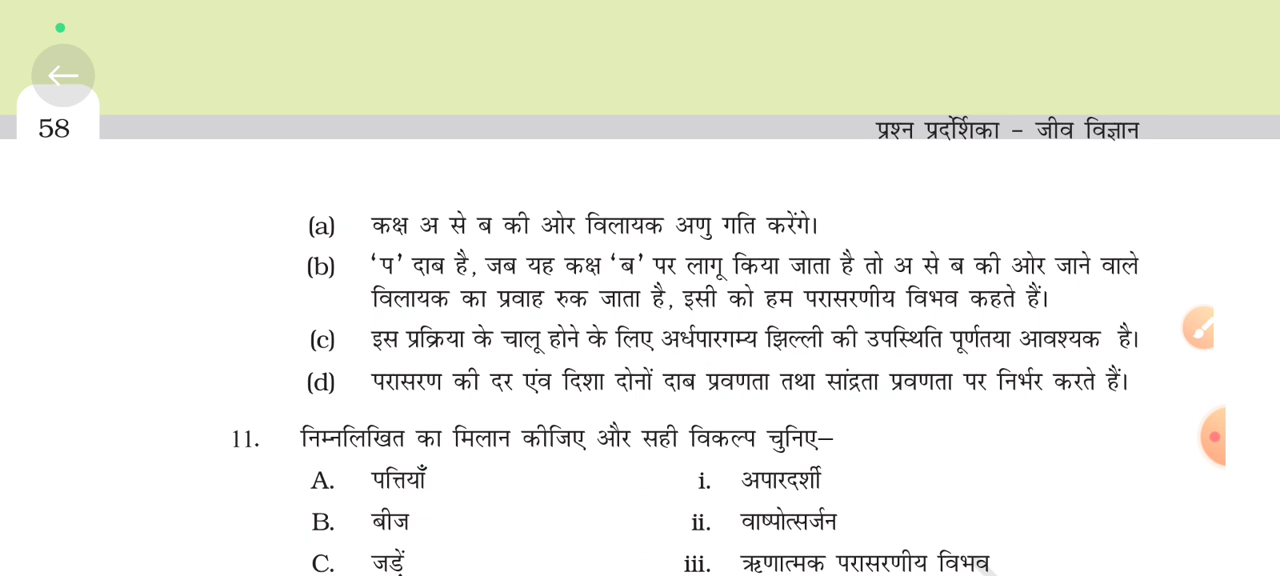 58
प्रश्न प्रदर्शिका – जीव विज्ञान
(a) कक्ष अ से ब की ओर विलायक अणु गति करेंगे।
(b) ‘प’ दाब है, जब यह कक्ष ‘ब’ पर लागू किया जाता है तो अ से ब की ओर जाने वाले
विलायक का प्रवाह रुक जाता है, इसी को हम परासरणीय विभव कहते हैं।
(c) इस प्रक्रिया के चालू होने के लिए अर्धपारगम्य झिल्ली की उपस्थिति पूर्णतया आवश्यक है।
(d) परासरण की दर एंव दिशा दोनों दाब प्रवणता तथा सांद्रता प्रवणता पर निर्भर करते हैं।
11. निम्नलिखित का मिलान कीजिए और सही विकल्प चुनिए–
A. पत्तियाँ i. अपारदर्शी
B. बीज ii. वाष्पोत्सर्जन
C. जड़ें iii. ऋणात्मक परासरणीय विभव